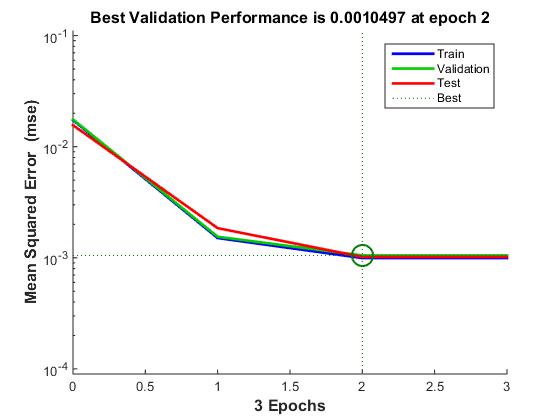 Best Validation Performance is 0.0010497 at epoch 2
Mean Squared Error (mse)
10^-1
10^-2
10^-3
10^-4
Train
Validation
Test
Best
0 0.5 1 1.5 2 2.5 3
3 Epochs